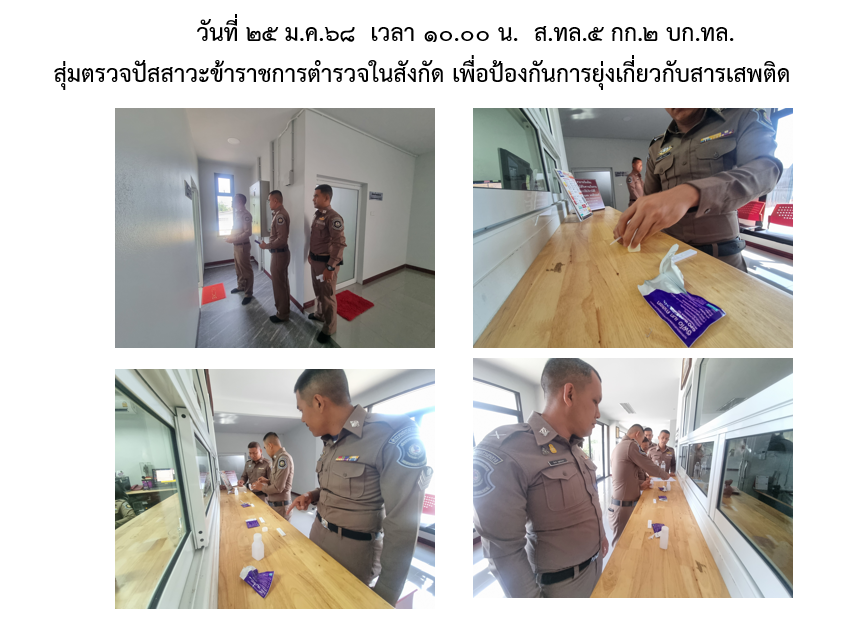 วันที่ ๒๕ ม.ค.๖๘ เวลา ๑๐.๐๐ น. ส.ทล.๕ กก.๒ บก.ทล.
สุ่มตรวจปัสสาวะข้าราชการตำรวจในสังกัด เพื่อป้องกันการยุ่งเกี่ยวกับสารเสพติด